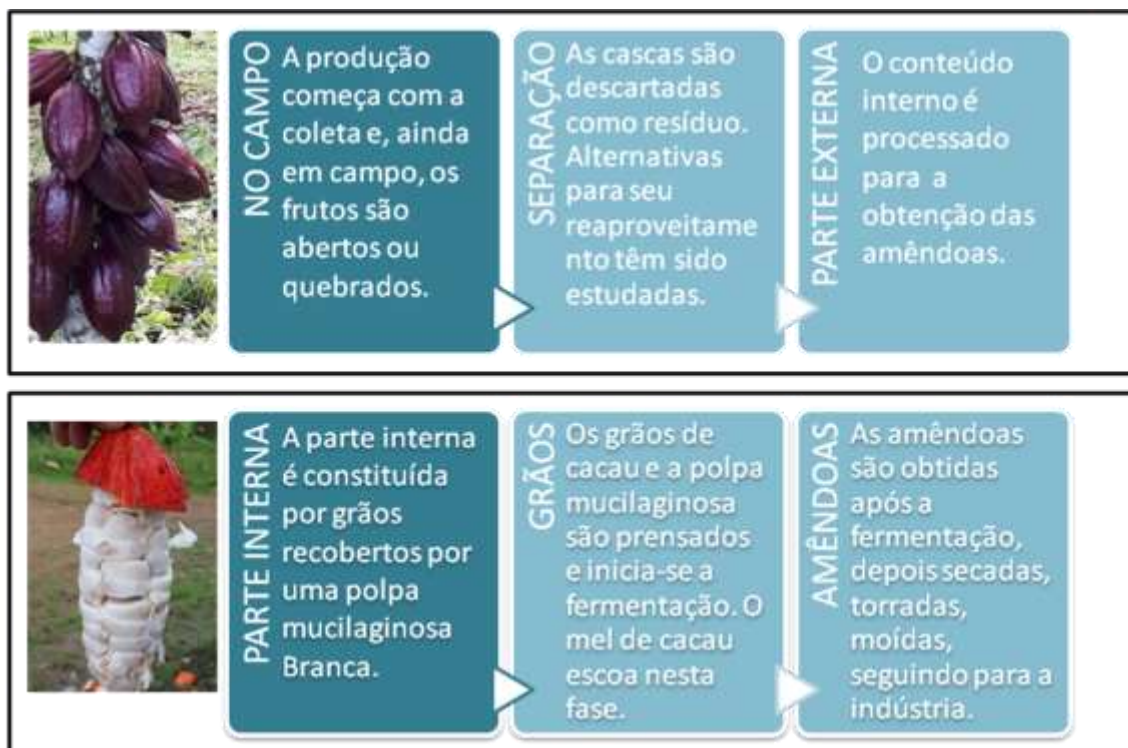 NO CAMPO
A produção
começa com a
coleta e, ainda
em campo, os
frutos são
abertos ou
quebrados.
SEPARAÇÃO
As cascas são
descartadas
como resíduo.
Alternativas
para seu
reaproveitame
nto têm sido
estudadas.
PARTE EXTERNA
O conteúdo
interno é
processado
para a
obtenção das
amêndoas.
PARTE INTERNA
A parte interna
é constituída
por grãos
recobertos por
uma polpa
mucilaginosa
Branca.
GRÃOS
Os grãos de
cacau e a polpa
mucilaginosa
são prensados
e inicia-se a
fermentação. O
mel de cacau
escoa nesta
fase.
AMÊNDOAS
As amêndoas
são obtidas
após a
fermentação,
depois secadas,
torradas,
moídas,
seguindo para a
indústria.